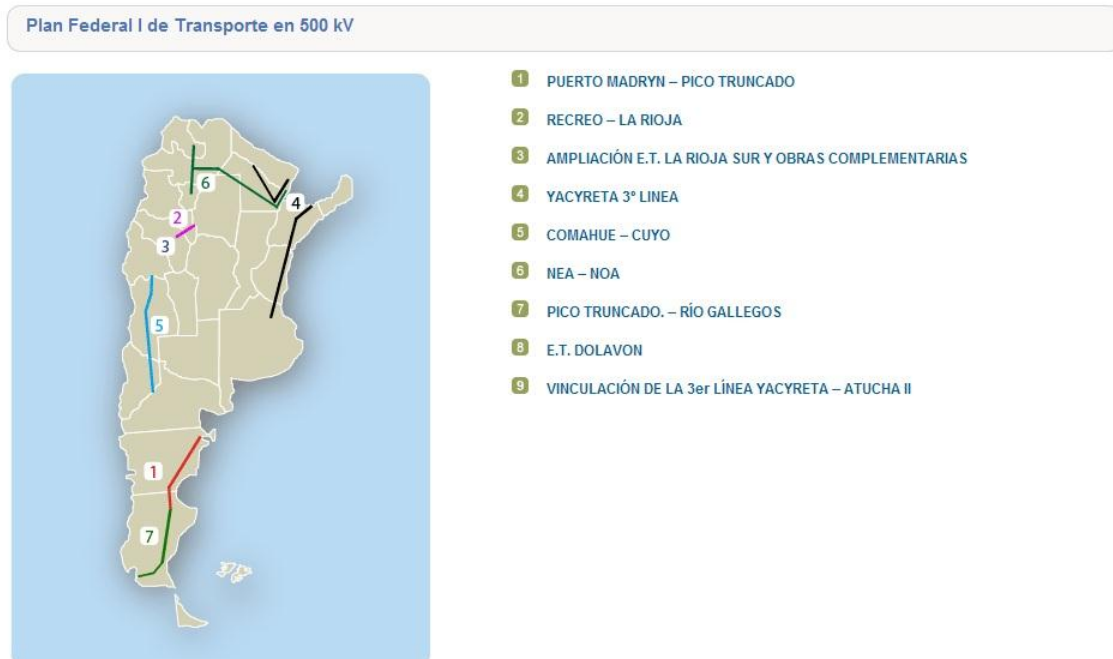 Plan Federal I de Transporte en 500 kV
1 PUERTO MADRYN – PICO TRUNCADO
2 RECREO – LA RIOJA
3 AMPLIACIÓN E.T. LA RIOJA SUR Y OBRAS COMPLEMENTARIAS
4 YACYRETA 3° LINEA
5 COMAHUE – CUYO
6 NEA – NOA
7 PICO TRUNCADO. – RÍO GALLEGOS
8 E.T. DOLAVON
9 VINCULACIÓN DE LA 3er LÍNEA YACYRETA – ATUCHA II
6
4
2
3
5
1
7